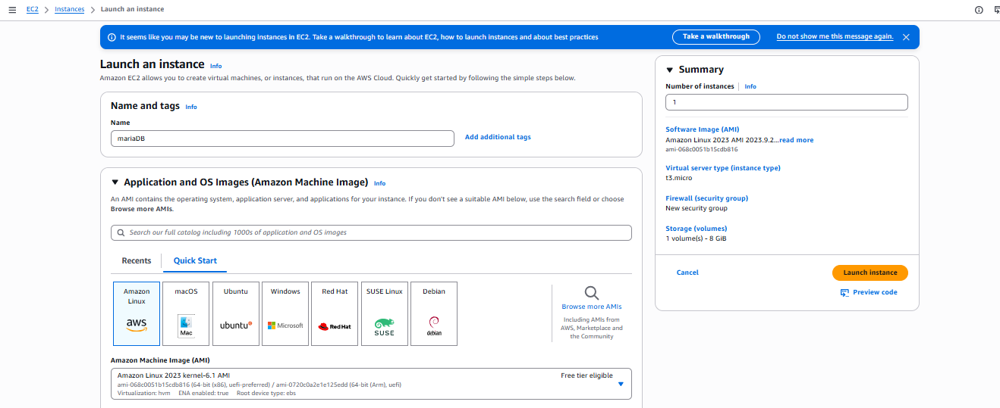 EC2 > Instances > Launch an instance
It seems like you may be new to launching instances in EC2. Take a walkthrough to learn about EC2, how to launch instances and about best practices
Take a walkthrough
Do not show me this message again.
Launch an instance Info
Amazon EC2 allows you to create virtual machines, or instances, that run on the AWS Cloud. Quickly get started by following the simple steps below.
Name and tags Info
Name
mariaDB
Add additional tags
Application and OS Images (Amazon Machine Image) Info
An AMI contains the operating system, application server, and applications for your instance. If you don't see a suitable AMI below, use the search field or choose
Browse more AMIs.
Search our full catalog including 1000s of application and OS images
Recents
Quick Start
Amazon
Linux
aws
macOS
Mac
Ubuntu
ubuntu
Windows
Microsoft
Red Hat
Red Hat
SUSE Linux
SUSE
Debian
debian
Browse more AMIs
Including AMIs from
AWS, Marketplace and
the Community
Amazon Machine Image (AMI)
Amazon Linux 2023 kernel-6.1 AMI
Free tier eligible
ami-068c0051b15cdb816 (64-bit (x86), uefi-preferred) / ami-0720c0a2e1e125edd (64-bit (Arm), uefi)
Virtualization: hvm ENA enabled: true Root device type: ebs
Summary
Number of instances Info
1
Software Image (AMI)
Amazon Linux 2023 AMI 2023.9.2...read more
ami-068c0051b15cdb816
Virtual server type (instance type)
t3.micro
Firewall (security group)
New security group
Storage (volumes)
1 volume(s) - 8 GiB
Cancel
Launch instance
Preview code